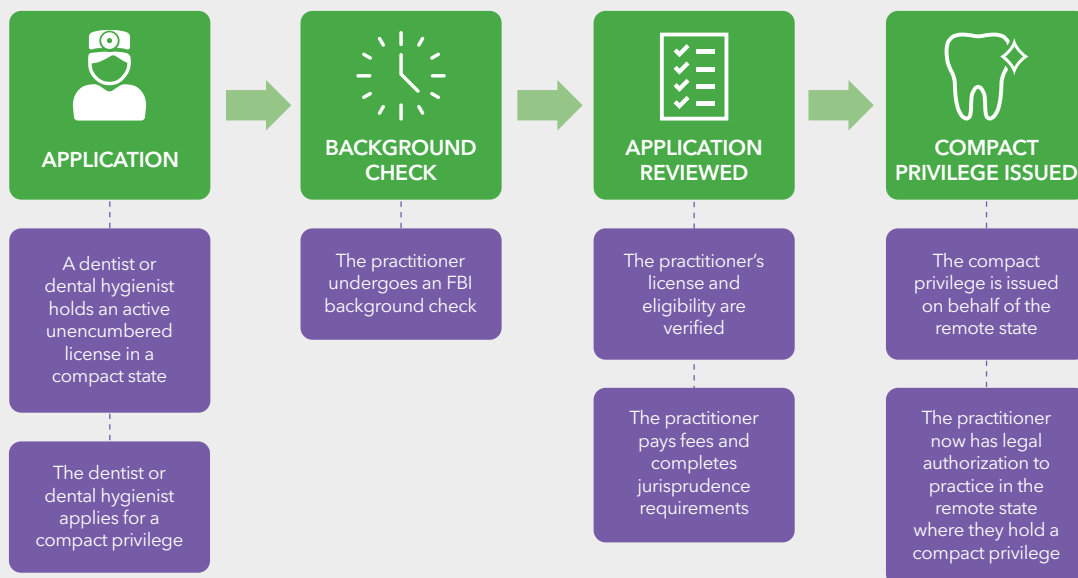 APPLICATION
A dentist or
dental hygienist
holds an active
unencumbered
license in a
compact state
The dentist or
dental hygienist
applies for a
compact privilege
BACKGROUND
CHECK
The practitioner
undergoes an FBI
background check
APPLICATION
REVIEWED
The practitioner’s
license and
eligibility are
verified
The practitioner
pays fees and
completes
jurisprudence
requirements
COMPACT
PRIVILEGE ISSUED
The compact
privilege is issued
on behalf of the
remote state
The practitioner
now has legal
authorization to
practice in the
remote state
where they hold a
compact privilege